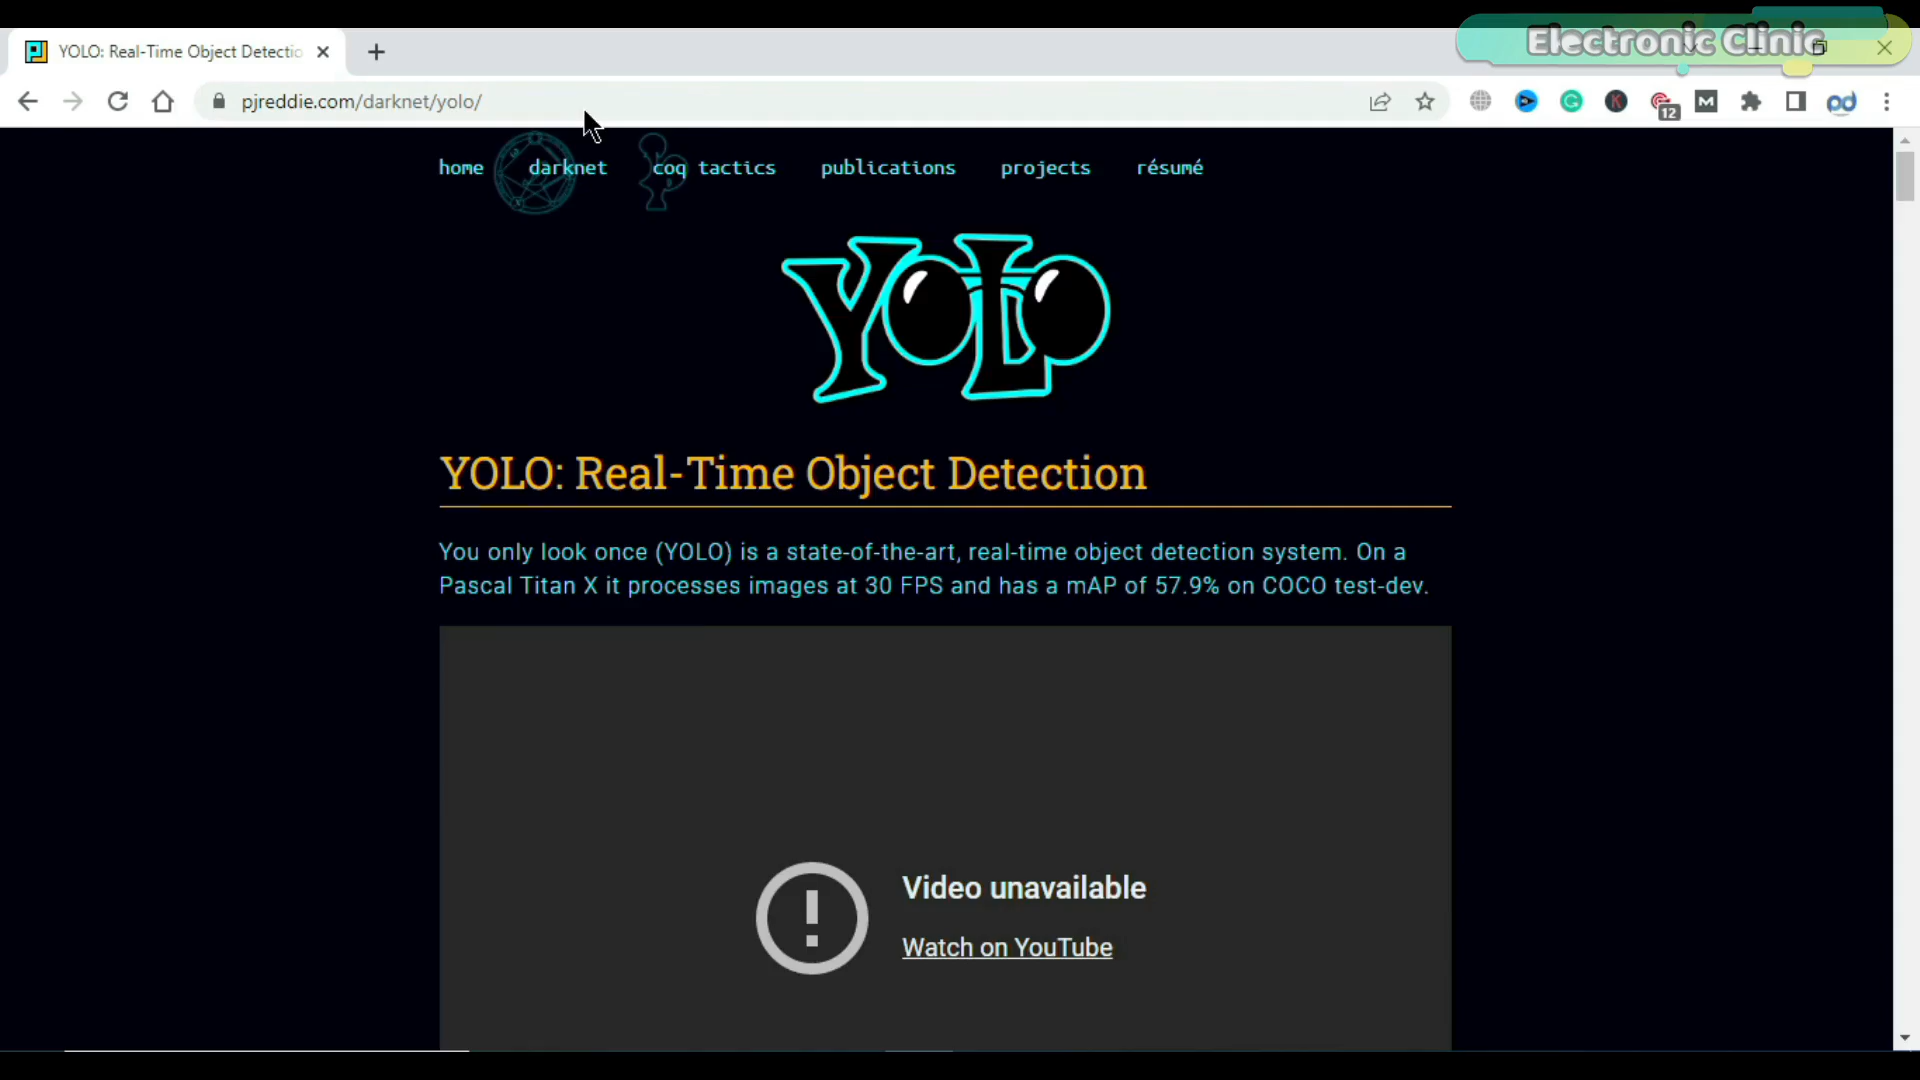 Electronic Clinic
YOLO: Real-Time Object Detectio
pjreddie.com/darknet/yolo/
12
home darknet coq tactics publications projects résumé
YOLO
YOLO: Real-Time Object Detection
You only look once (YOLO) is a state-of-the-art, real-time object detection system. On a
Pascal Titan X it processes images at 30 FPS and has a mAP of 57.9% on COCO test-dev.
Video unavailable
Watch on YouTube